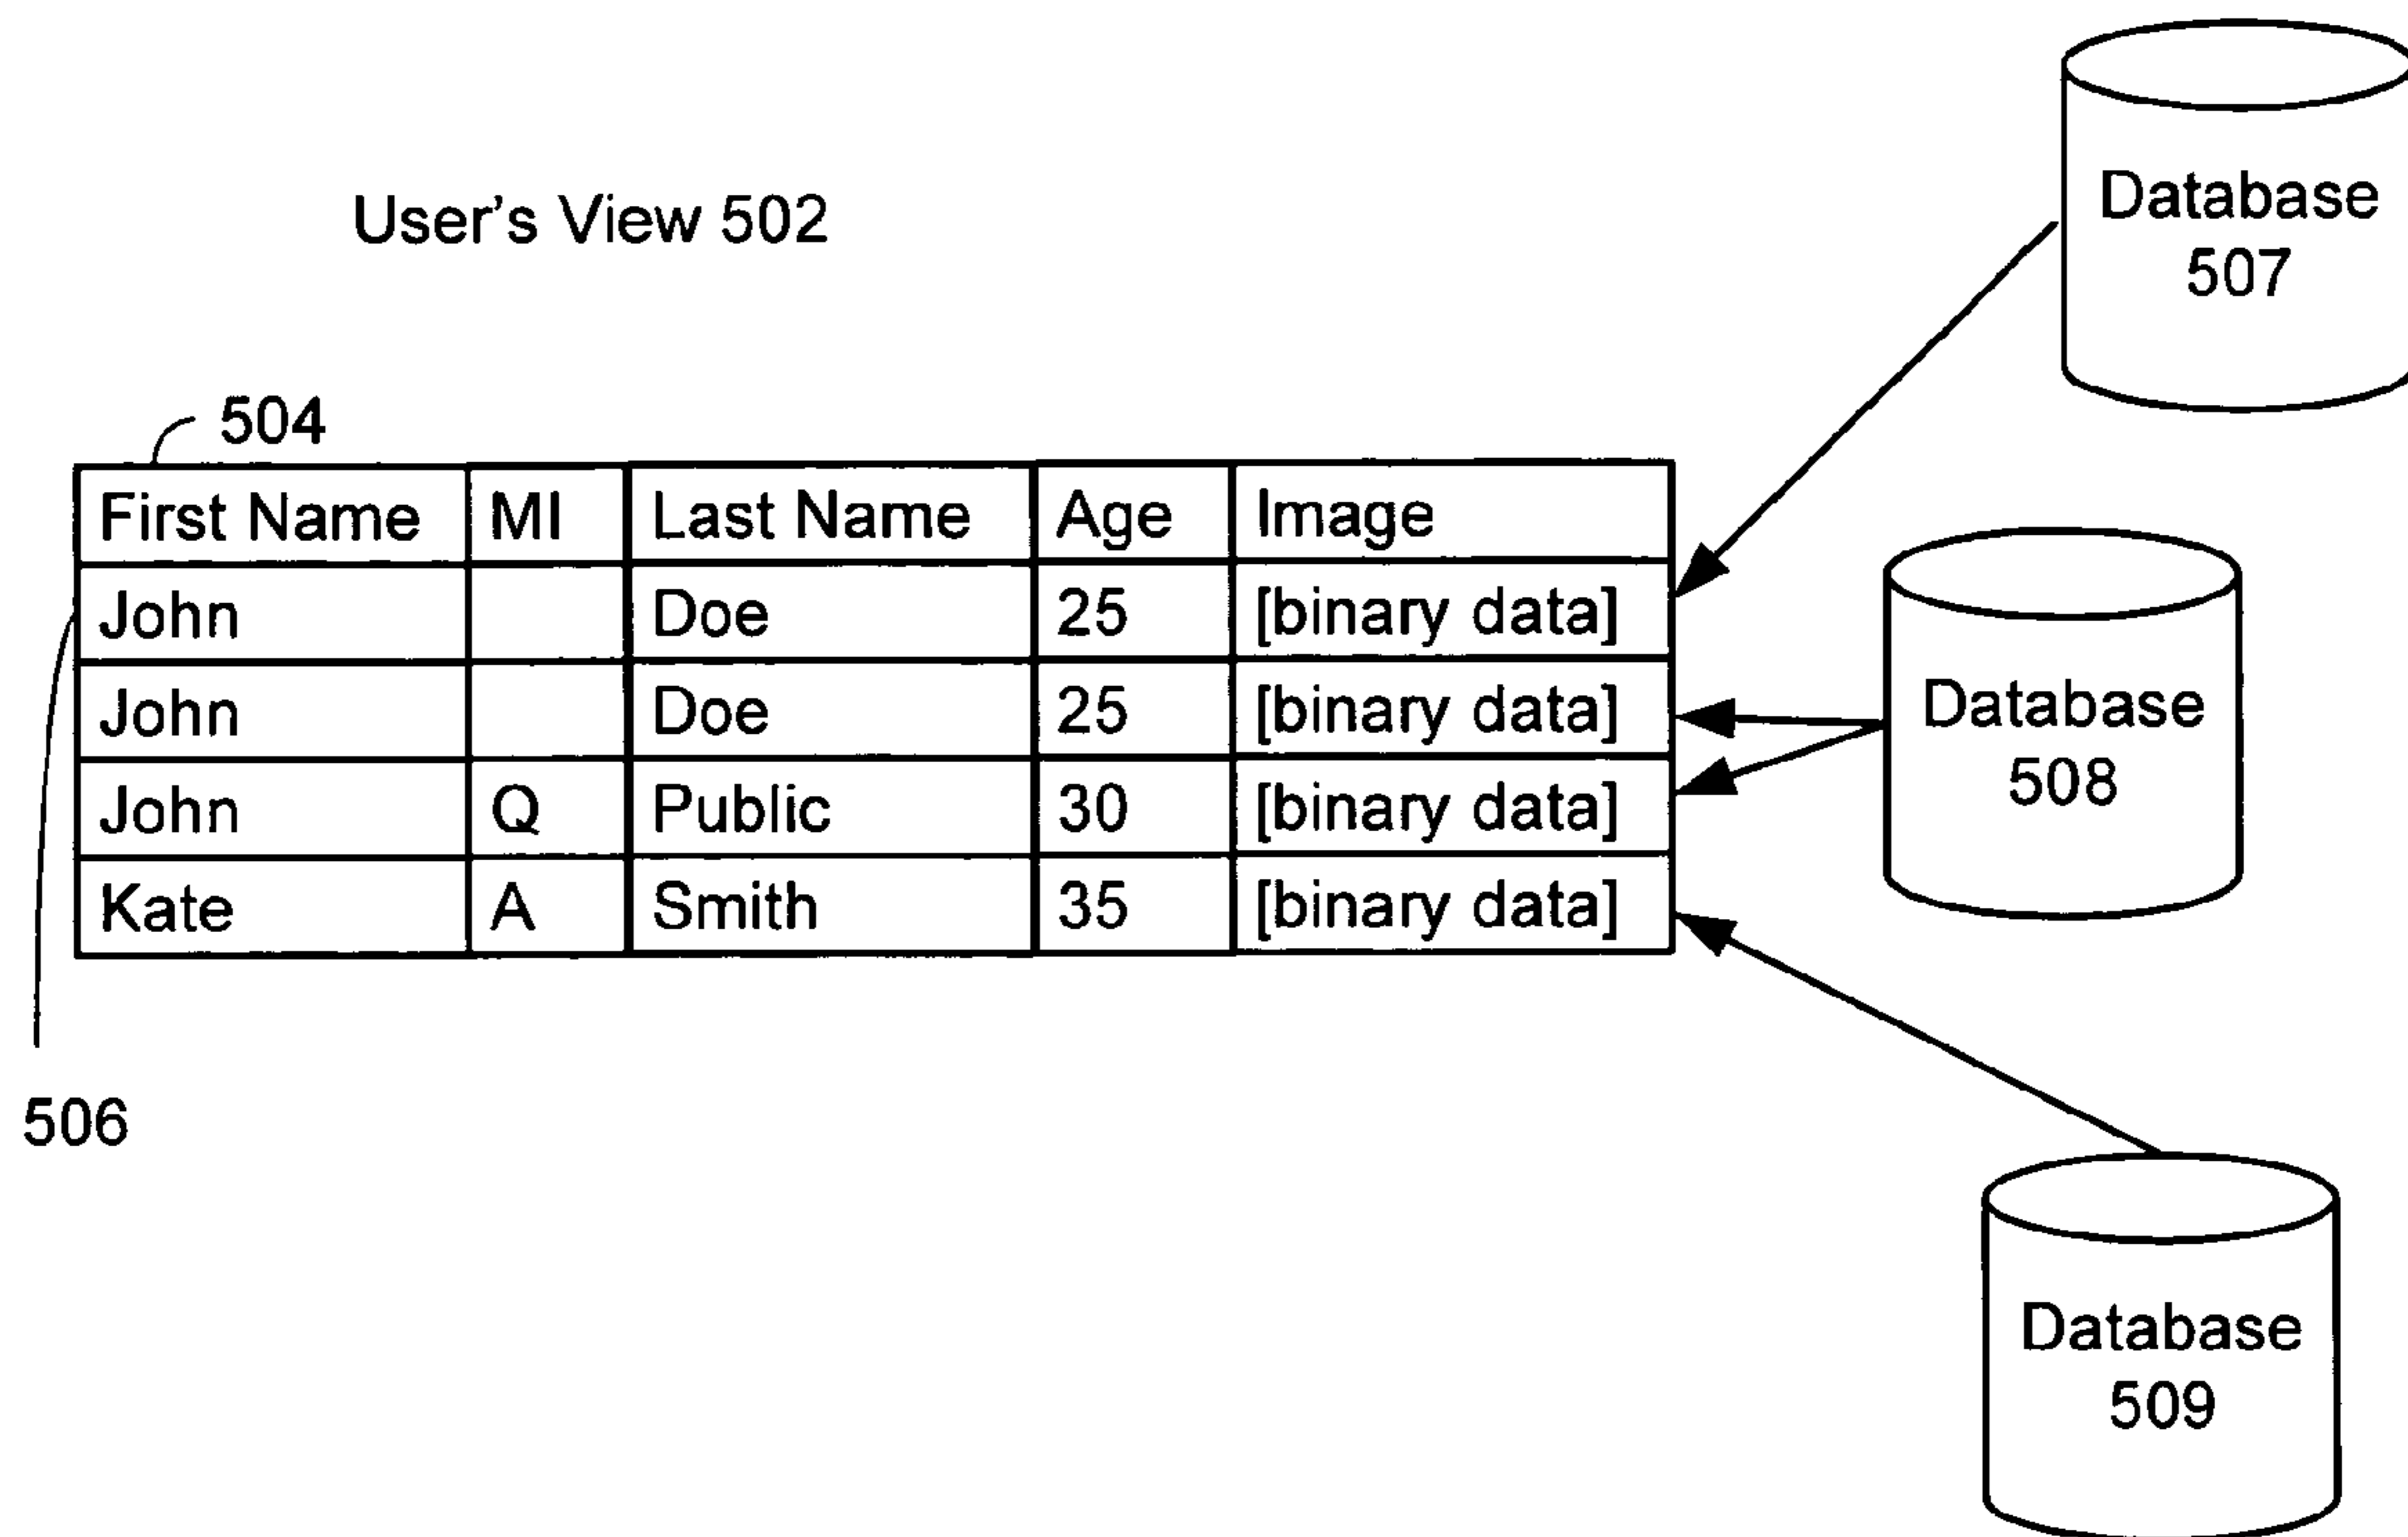 User's View 502
Database
507
504
First Name MI Last Name Age Image
John Doe 25 [binary data]
John Doe 25 [binary data]
John Q Public 30 [binary data]
Kate A Smith 35 [binary data]
Database
508
506
Database
509